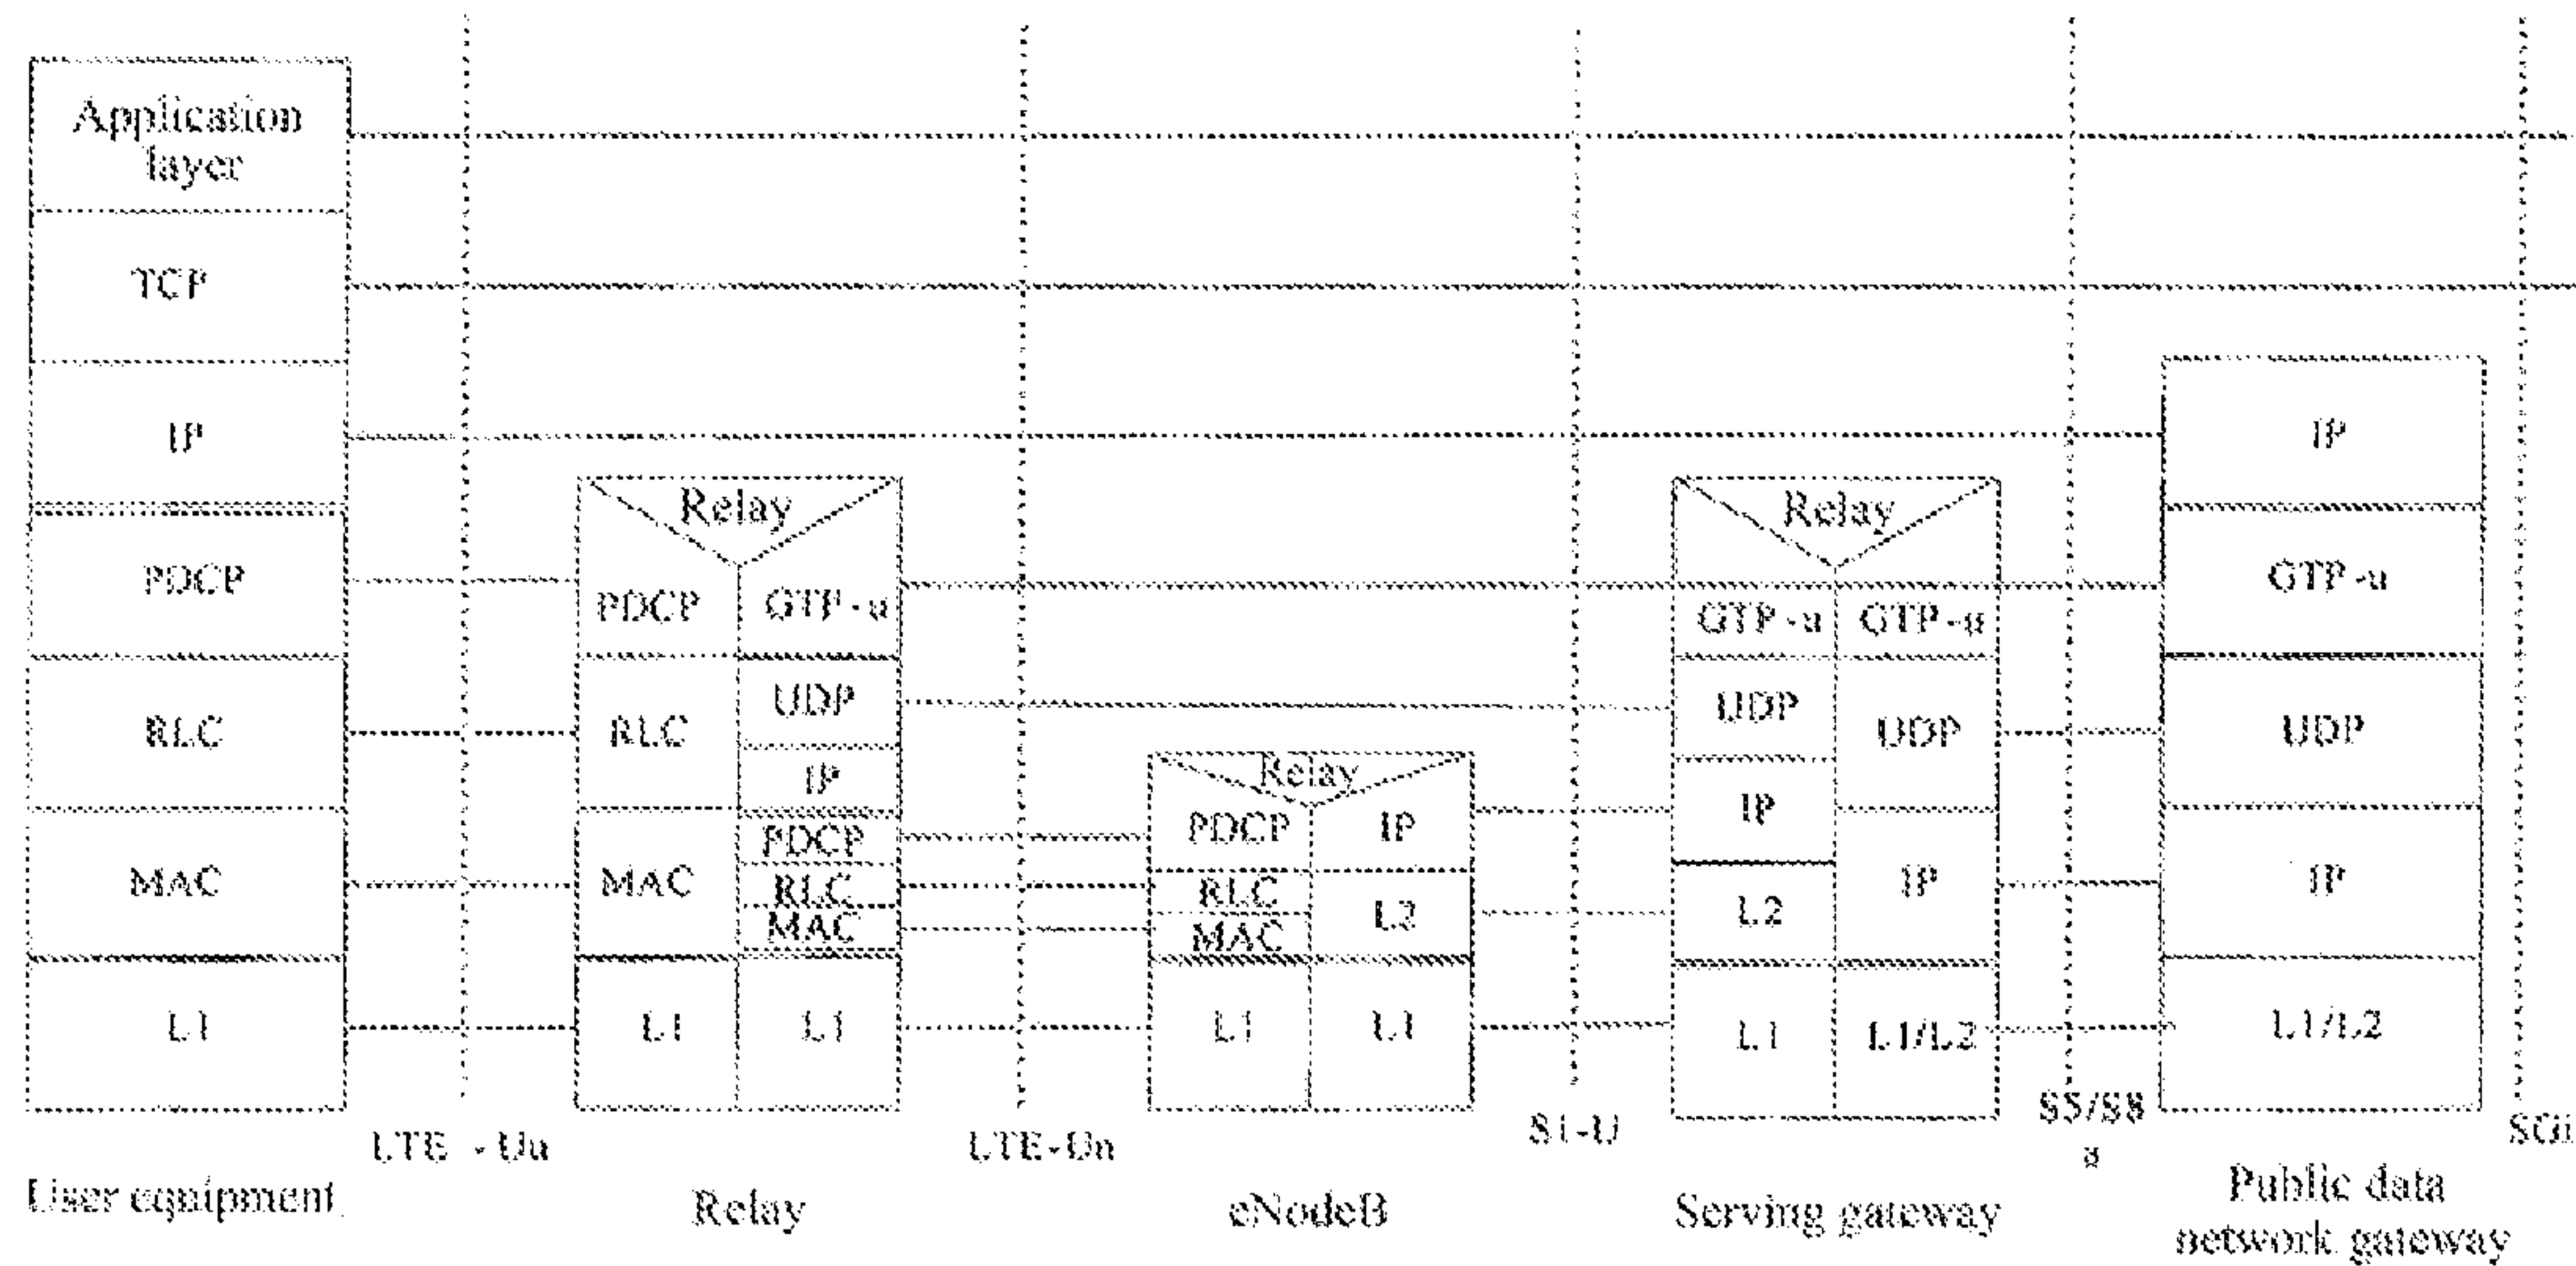 Application
layer
TCP
IP
PDCP
RLC
MAC
L1
User equipment
LTE - Uu
Relay
PDCP
GTP - u
RLC
UDP
IP
MAC
PDCP
RLC
MAC
L1
L1
Relay
LTE-Un
Relay
PDCP
IP
RLC
L2
MAC
L1
L1
eNodeB
S1-U
Relay
GTP - u
GTP - u
UDP
UDP
IP
IP
L2
L1
L1/L2
Serving gateway
S5/S8
a
IP
GTP - u
UDP
IP
L1/L2
Public data
network gateway
SGi